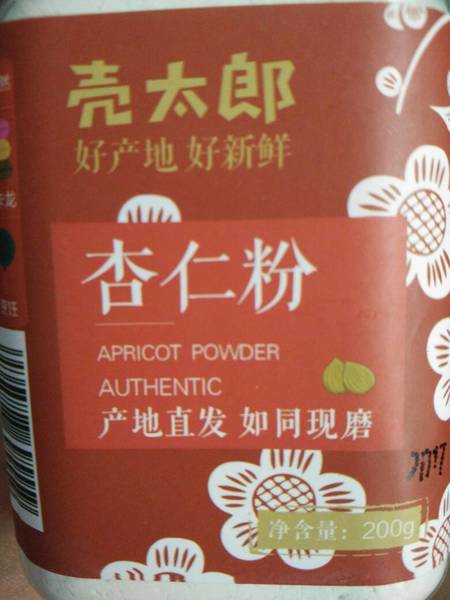 壳太郎
好产地 好新鲜
杏仁粉
APRICOT POWDER
AUTHENTIC
产地直发 如同现磨
2017
净含量：200g